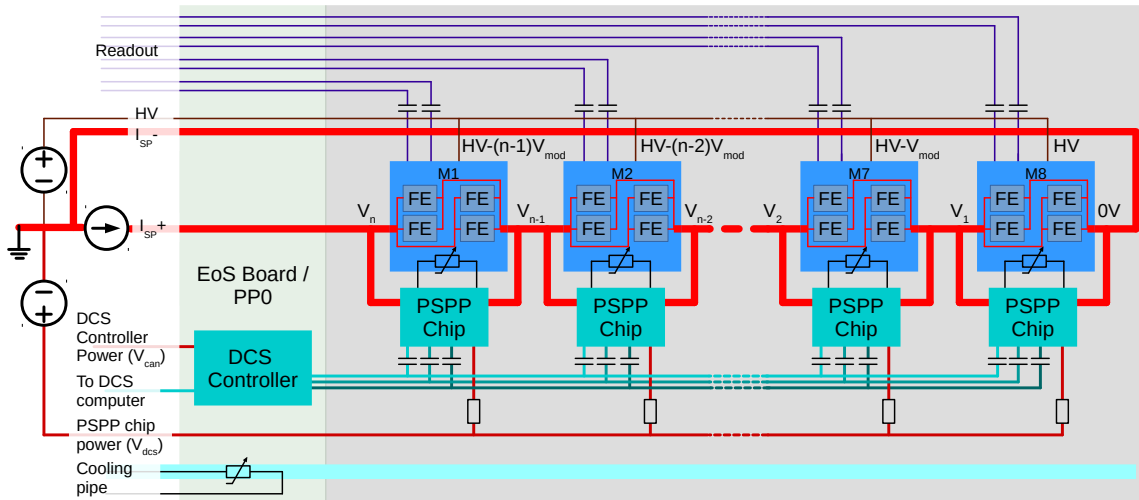 Readout
HV
I_SP-
HV-(n-1)V_mod
HV-(n-2)V_mod
HV-V_mod
HV
M1
M2
M7
M8
FE FE
FE FE
FE FE
FE FE
FE FE
FE FE
FE FE
FE FE
V_n
V_n-1
V_n-2
V_2
V_1
0V
I_SP+
EoS Board /
PP0
PSPP
Chip
PSPP
Chip
PSPP
Chip
PSPP
Chip
DCS
Controller
Power (V_can)
DCS
Controller
To DCS
computer
PSPP chip
power (V_dcs)
Cooling
pipe